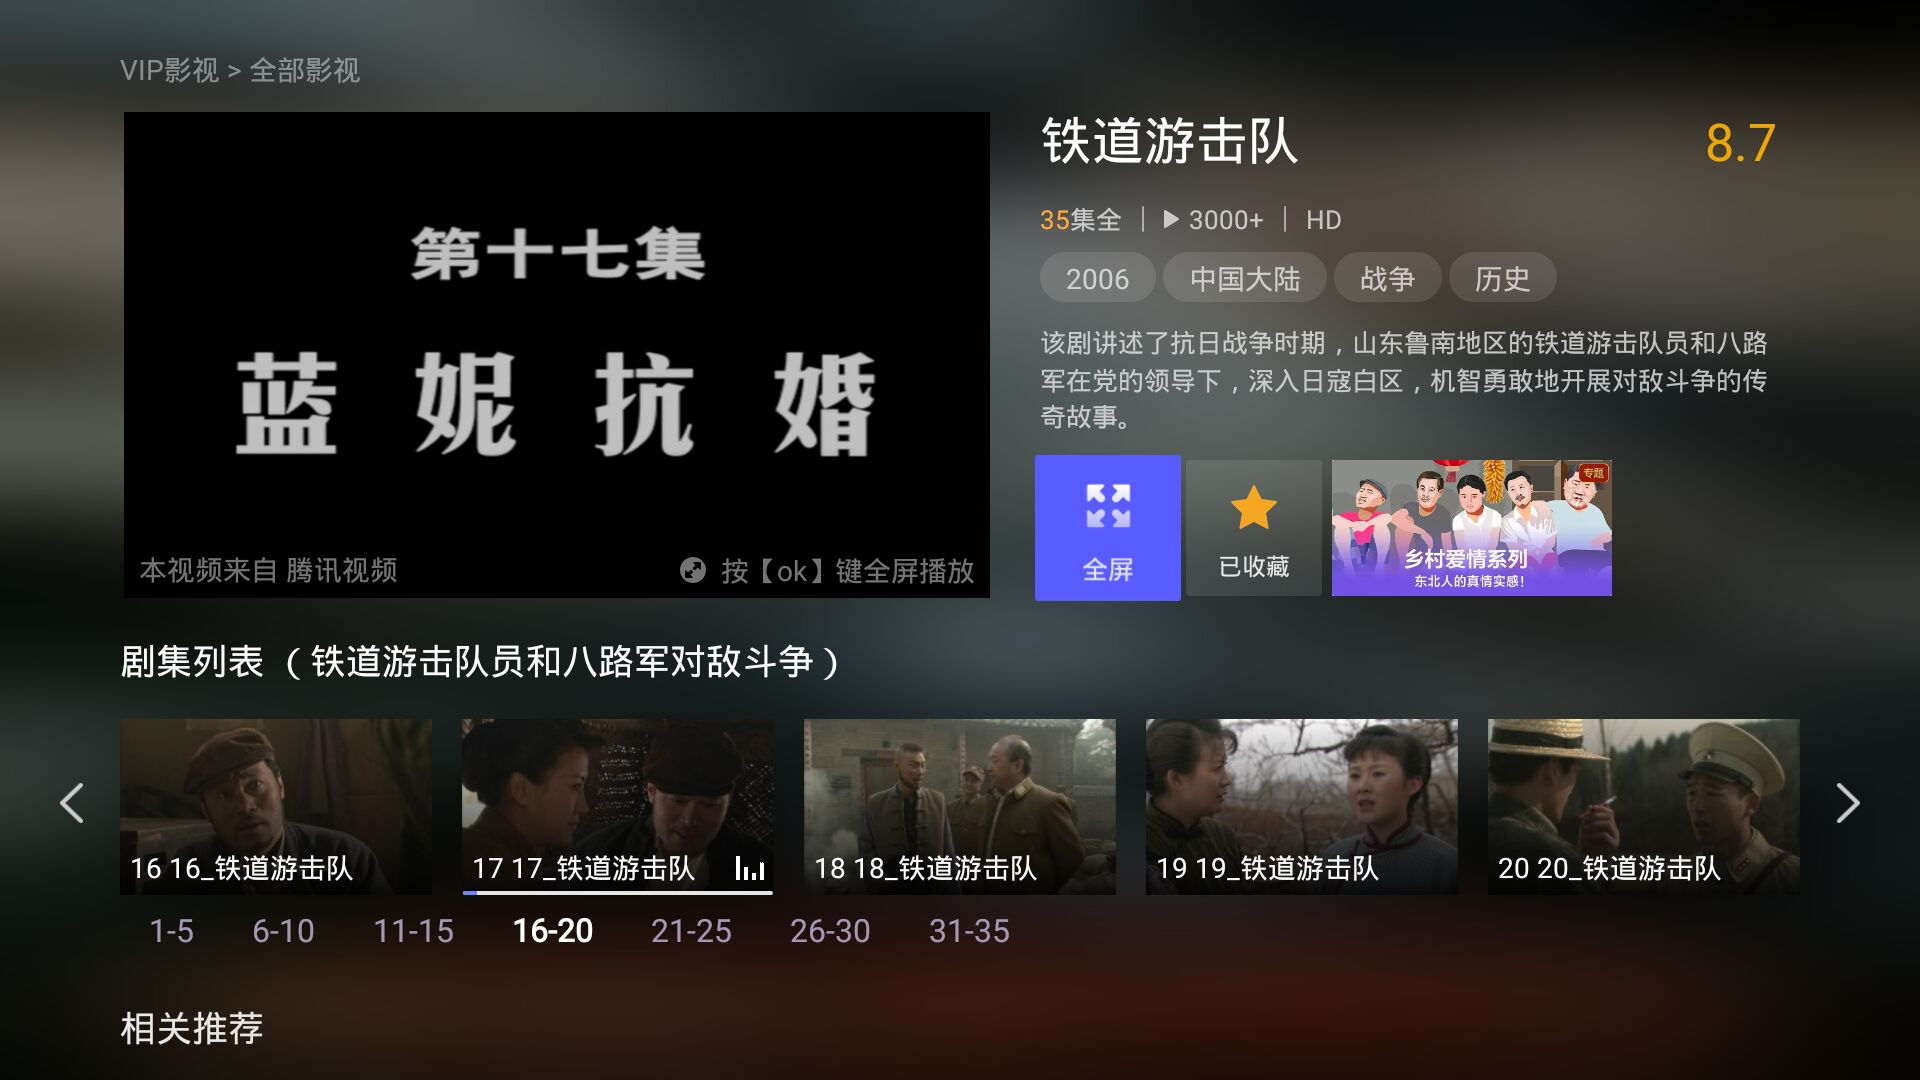 VIP影视 > 全部影视
第十七集
蓝妮抗婚
本视频来自 腾讯视频
按【ok】键全屏播放
铁道游击队
8.7
35集全 | 3000+ | HD
2006 中国大陆 战争 历史
该剧讲述了抗日战争时期，山东鲁南地区的铁道游击队员和八路
军在党的领导下，深入日寇白区，机智勇敢地开展对敌斗争的传
奇故事。
全屏
已收藏
专题
乡村爱情系列
东北人的真情实感！
剧集列表 （铁道游击队员和八路军对敌斗争）
16 16_铁道游击队
17 17_铁道游击队
18 18_铁道游击队
19 19_铁道游击队
20 20_铁道游击队
1-5 6-10 11-15 16-20 21-25 26-30 31-35
相关推荐